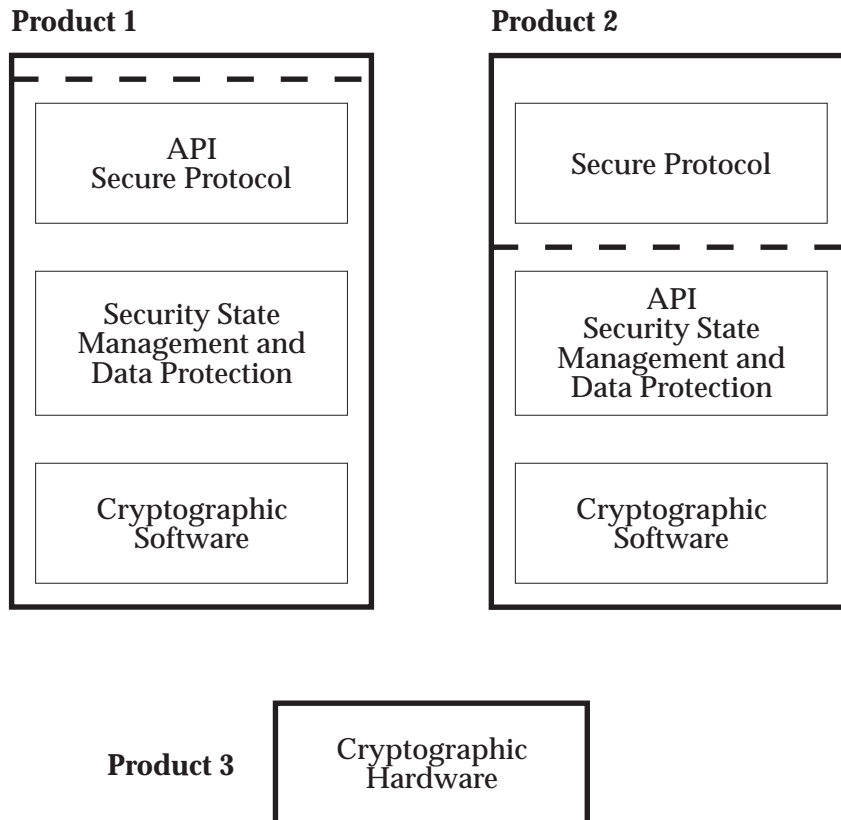 Product 1
API
Secure Protocol
Security State
Management and
Data Protection
Cryptographic
Software
Product 2
Secure Protocol
API
Security State
Management and
Data Protection
Cryptographic
Software
Product 3
Cryptographic
Hardware